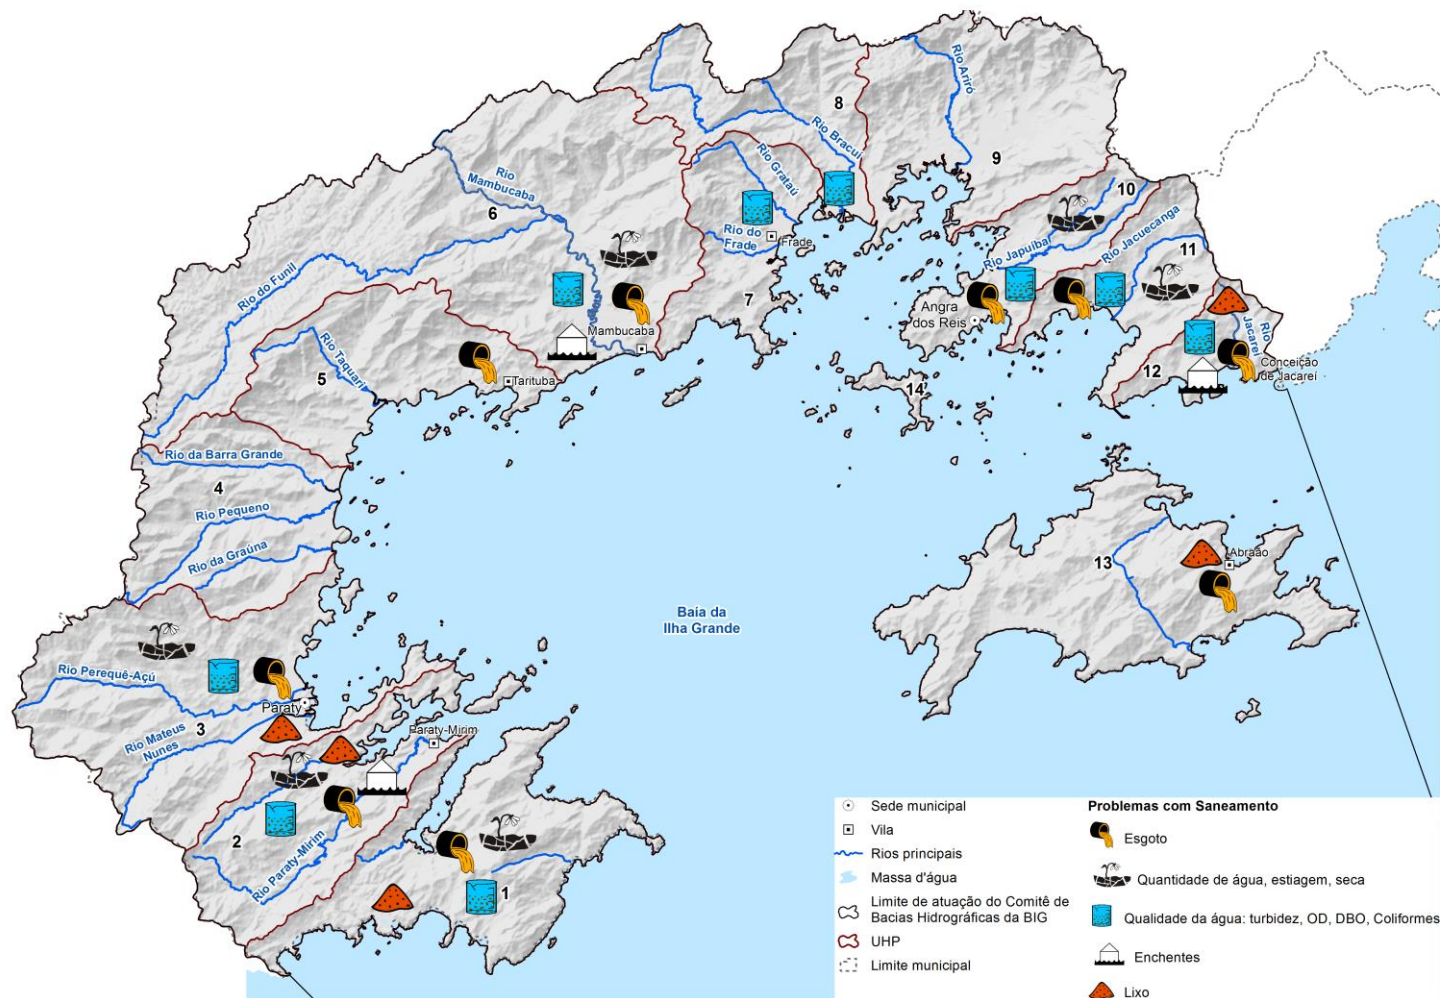 8
Rio Ariró
Rio Bracuí
9
Rio Grataú
Rio
Mambucaba
6
10
Rio do
Frade
Frade
Rio Japuíba
Rio Jacuecanga
11
Rio do Funil
7
Angra
dos Reis
Mambucaba
Rio
Jacareí
Conceição
de Jacareí
12
5
Rio Taquari
Tarituba
14
Rio da Barra Grande
4
Rio Pequeno
Rio da Graúna
13
Abraão
Baía da
Ilha Grande
Rio Perequê-Açú
Paraty
3
Rio Mateus
Nunes
Paraty-Mirim
2
Rio Paraty-Mirim
1
Sede municipal
Vila
Rios principais
Massa d'água
Limite de atuação do Comitê de
Bacias Hidrográficas da BIG
UHP
Limite municipal
Problemas com Saneamento
Esgoto
Quantidade de água, estiagem, seca
Qualidade da água: turbidez, OD, DBO, Coliformes
Enchentes
Lixo